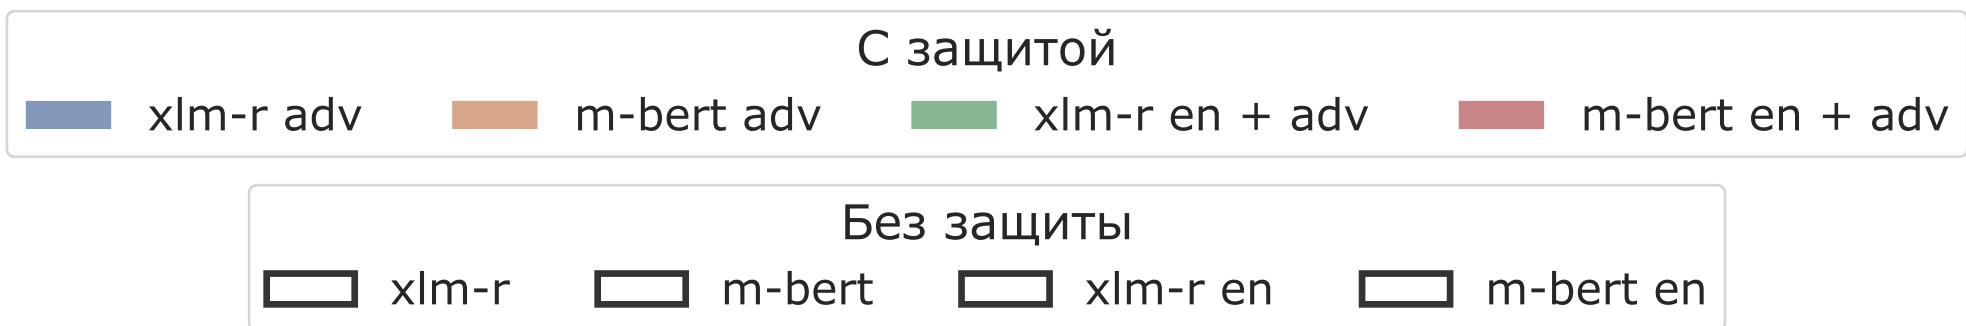 С защитой
xlm-r adv m-bert adv xlm-r en + adv m-bert en + adv
Без защиты
xlm-r m-bert xlm-r en m-bert en